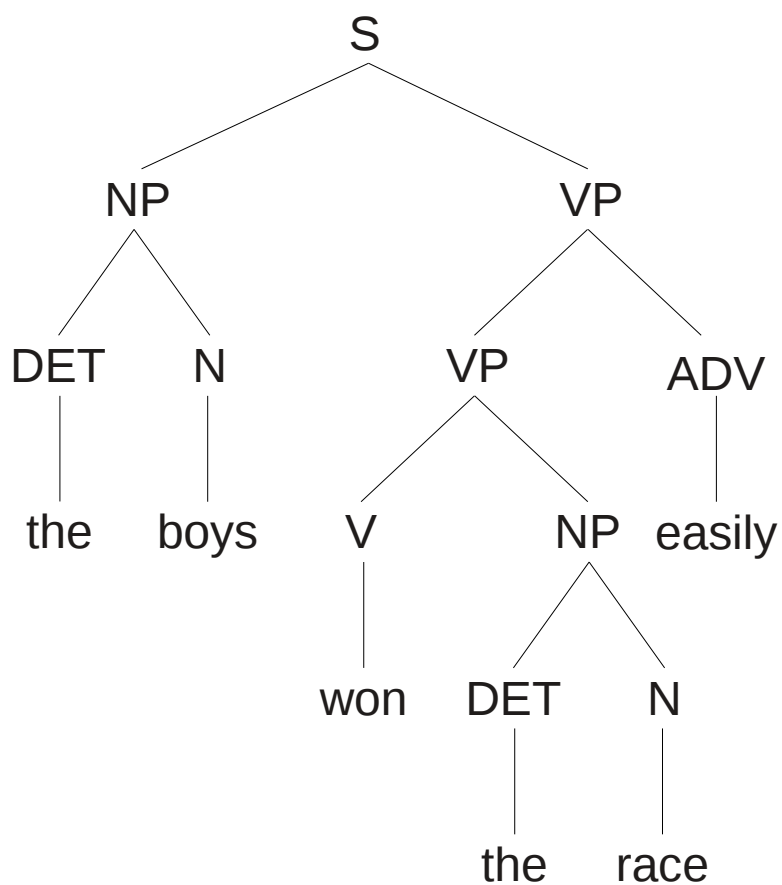 S
NP VP
DET N VP ADV
the boys V NP easily
won DET N
the race